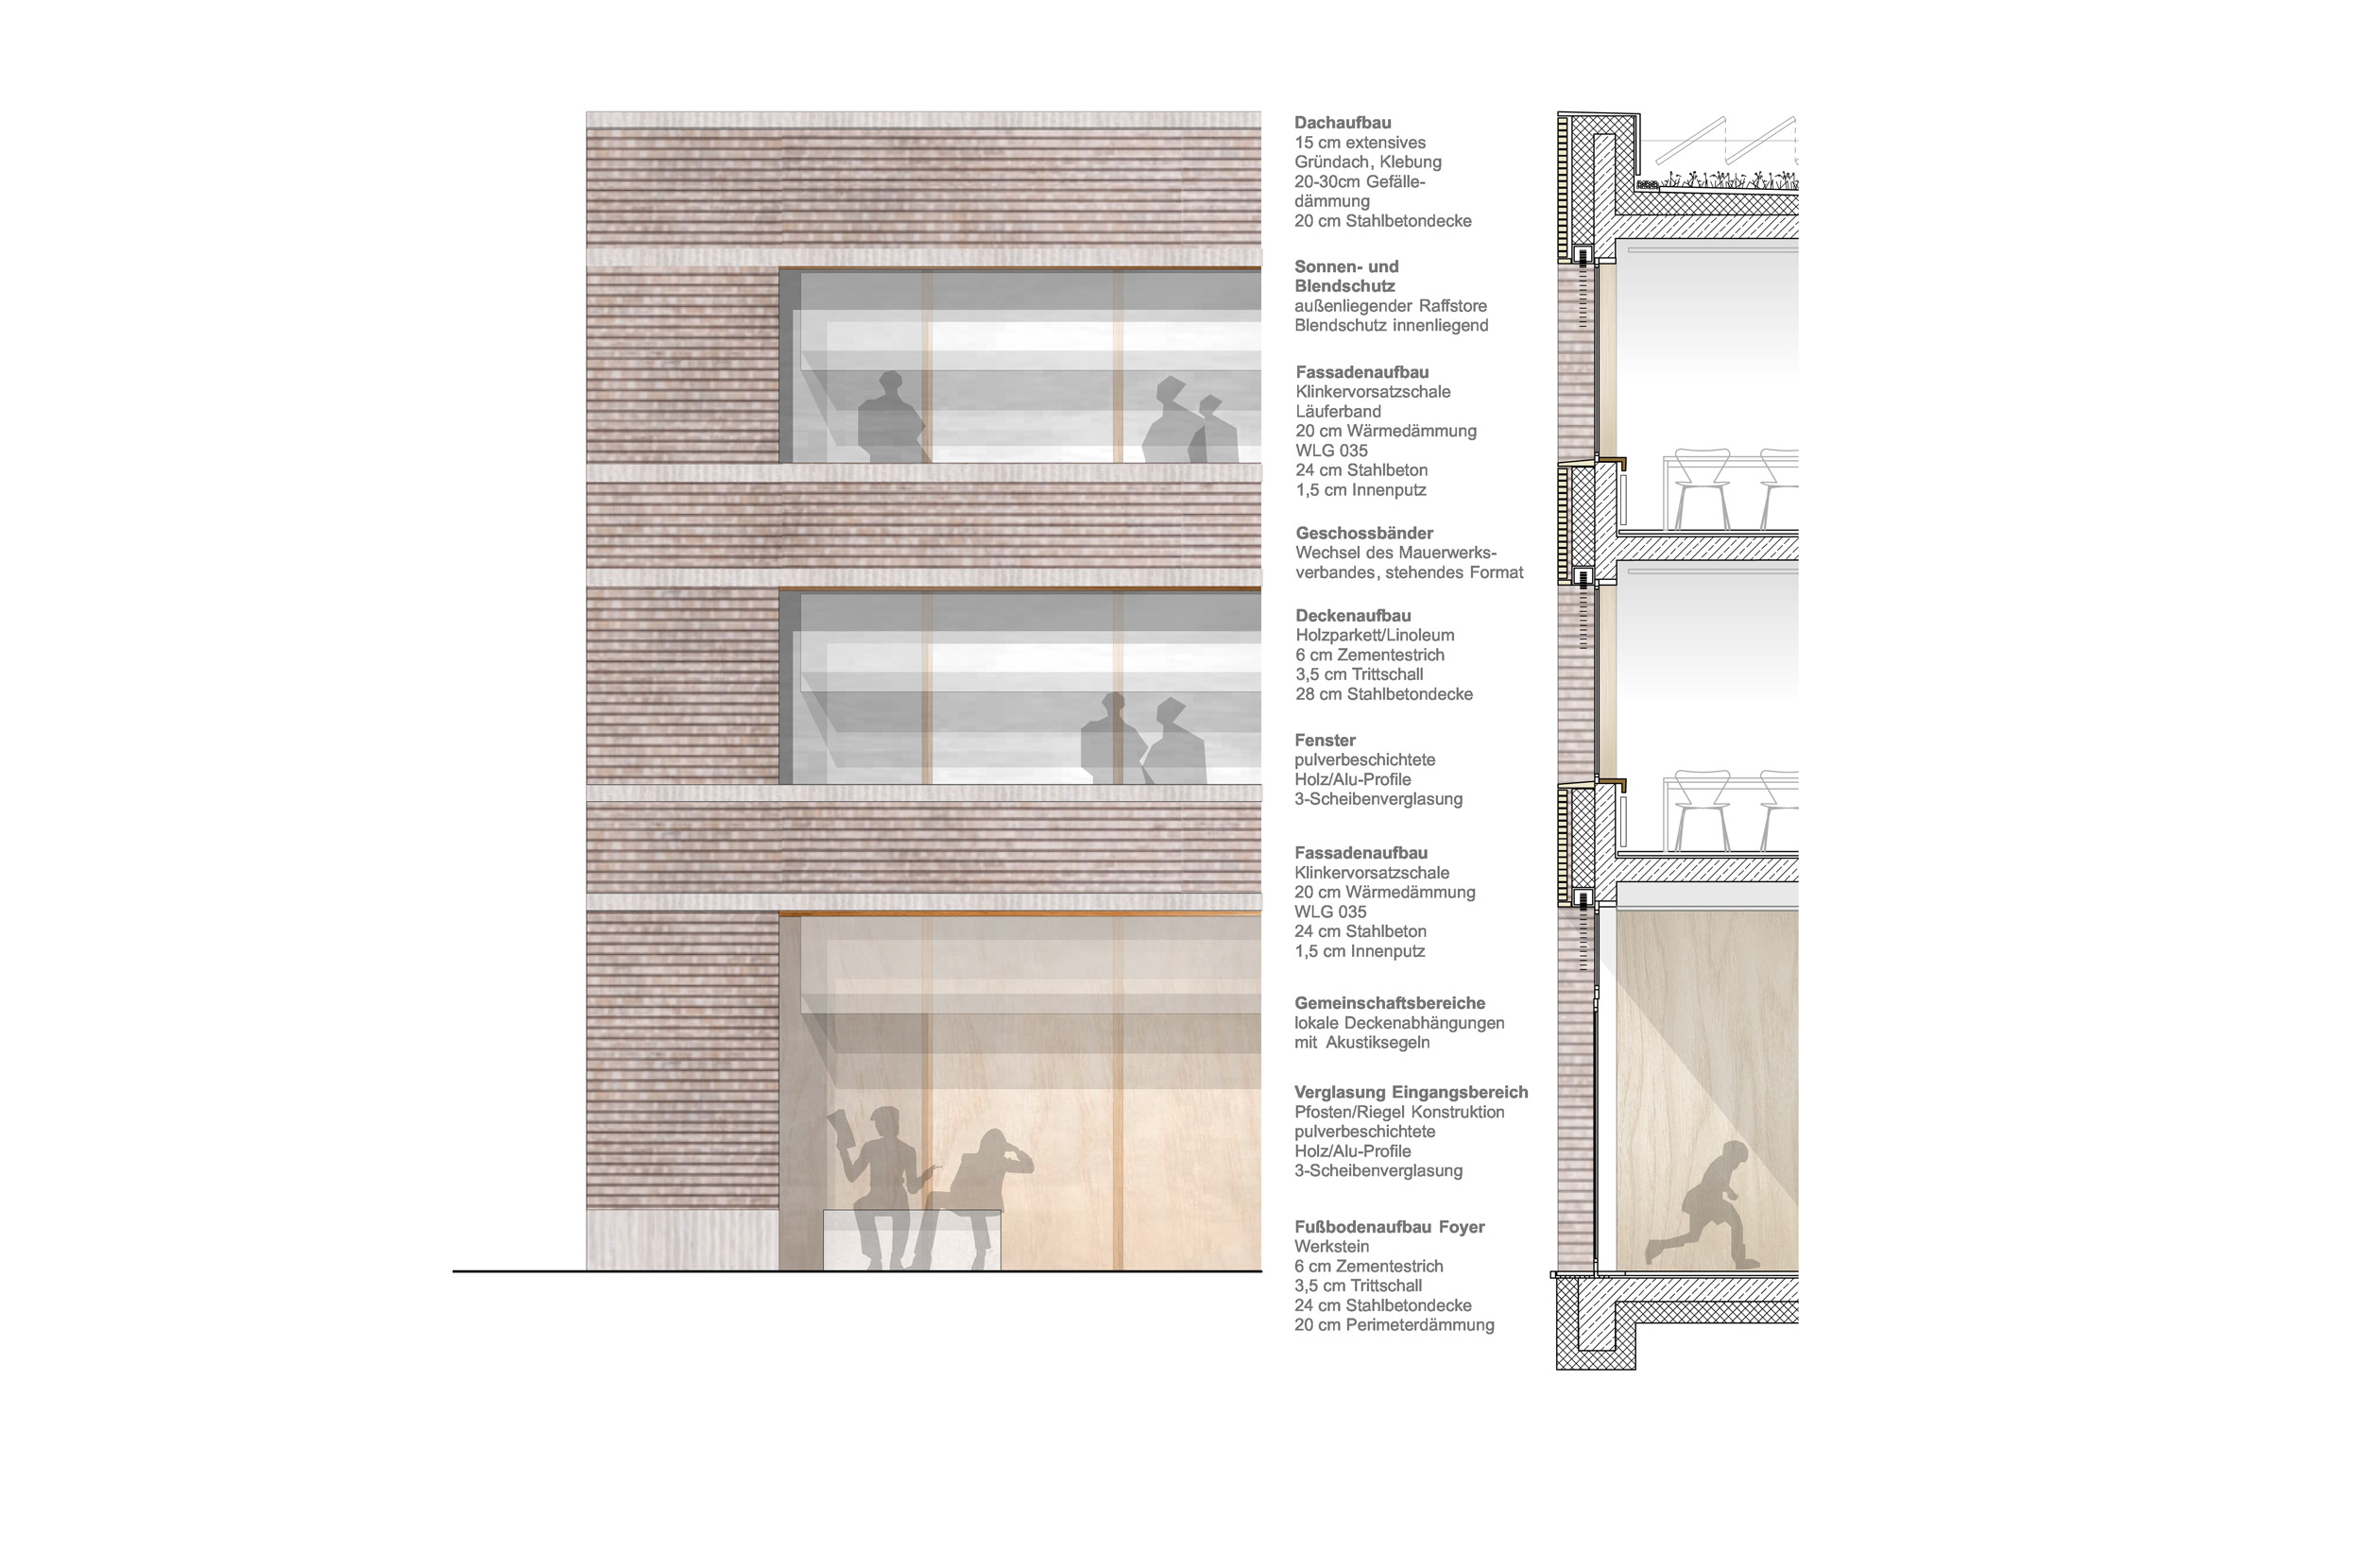 Dachaufbau
15 cm extensives
Gründach, Klebung
20-30cm Gefälle-
dämmung
20 cm Stahlbetondecke
Sonnen- und
Blendschutz
außenliegender Raffstore
Blendschutz innenliegend
Fassadenaufbau
Klinkervorsatzschale
Läuferband
20 cm Wärmedämmung
WLG 035
24 cm Stahlbeton
1,5 cm Innenputz
Geschossbänder
Wechsel des Mauerwerks-
verbandes, stehendes Format
Deckenaufbau
Holzparkett/Linoleum
6 cm Zementestrich
3,5 cm Trittschall
28 cm Stahlbetondecke
Fenster
pulverbeschichtete
Holz/Alu-Profile
3-Scheibenverglasung
Fassadenaufbau
Klinkervorsatzschale
20 cm Wärmedämmung
WLG 035
24 cm Stahlbeton
1,5 cm Innenputz
Gemeinschaftsbereiche
lokale Deckenabhängungen
mit Akustiksegeln
Verglasung Eingangsbereich
Pfosten/Riegel Konstruktion
pulverbeschichtete
Holz/Alu-Profile
3-Scheibenverglasung
Fußbodenaufbau Foyer
Werkstein
6 cm Zementestrich
3,5 cm Trittschall
24 cm Stahlbetondecke
20 cm Perimeterdämmung